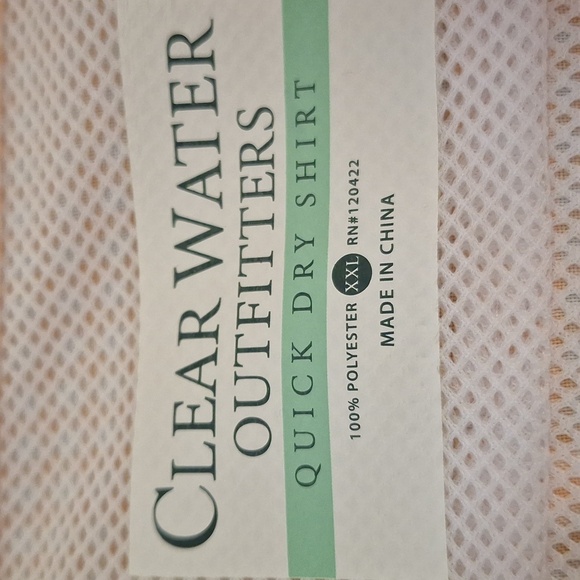 CLEAR WATER
OUTFITTERS
QUICK DRY SHIRT
100% POLYESTER XXL RN#120422
MADE IN CHINA